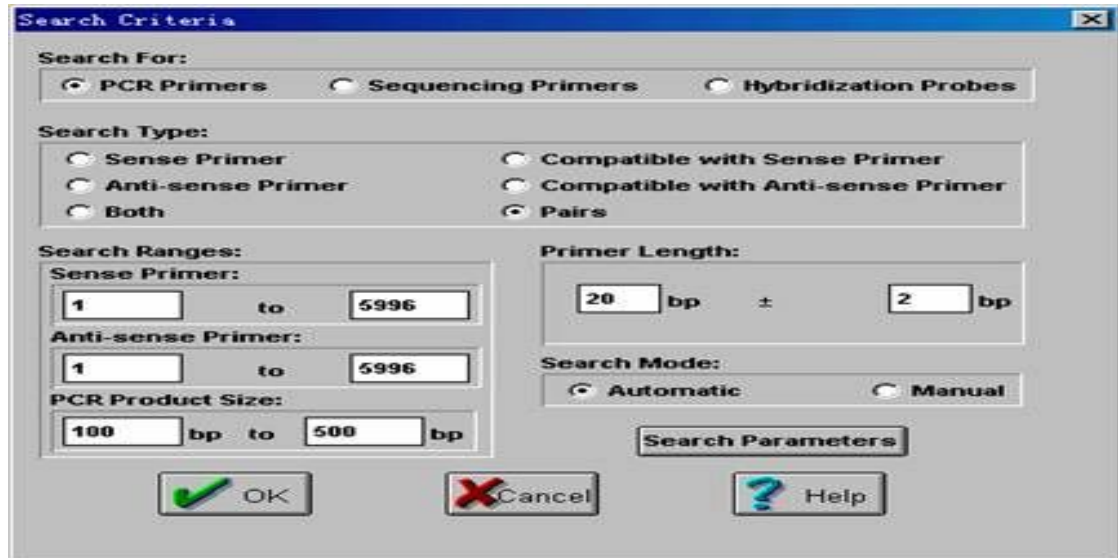 Search Criteria
Search For:
PCR Primers Sequencing Primers Hybridization Probes
Search Type:
Sense Primer Compatible with Sense Primer
Anti-sense Primer Compatible with Anti-sense Primer
Both Pairs
Search Ranges:
Sense Primer:
1 to 5996
Anti-sense Primer:
1 to 5996
PCR Product Size:
100 bp to 500 bp
Primer Length:
20 bp ± 2 bp
Search Mode:
Automatic Manual
Search Parameters
OK Cancel Help